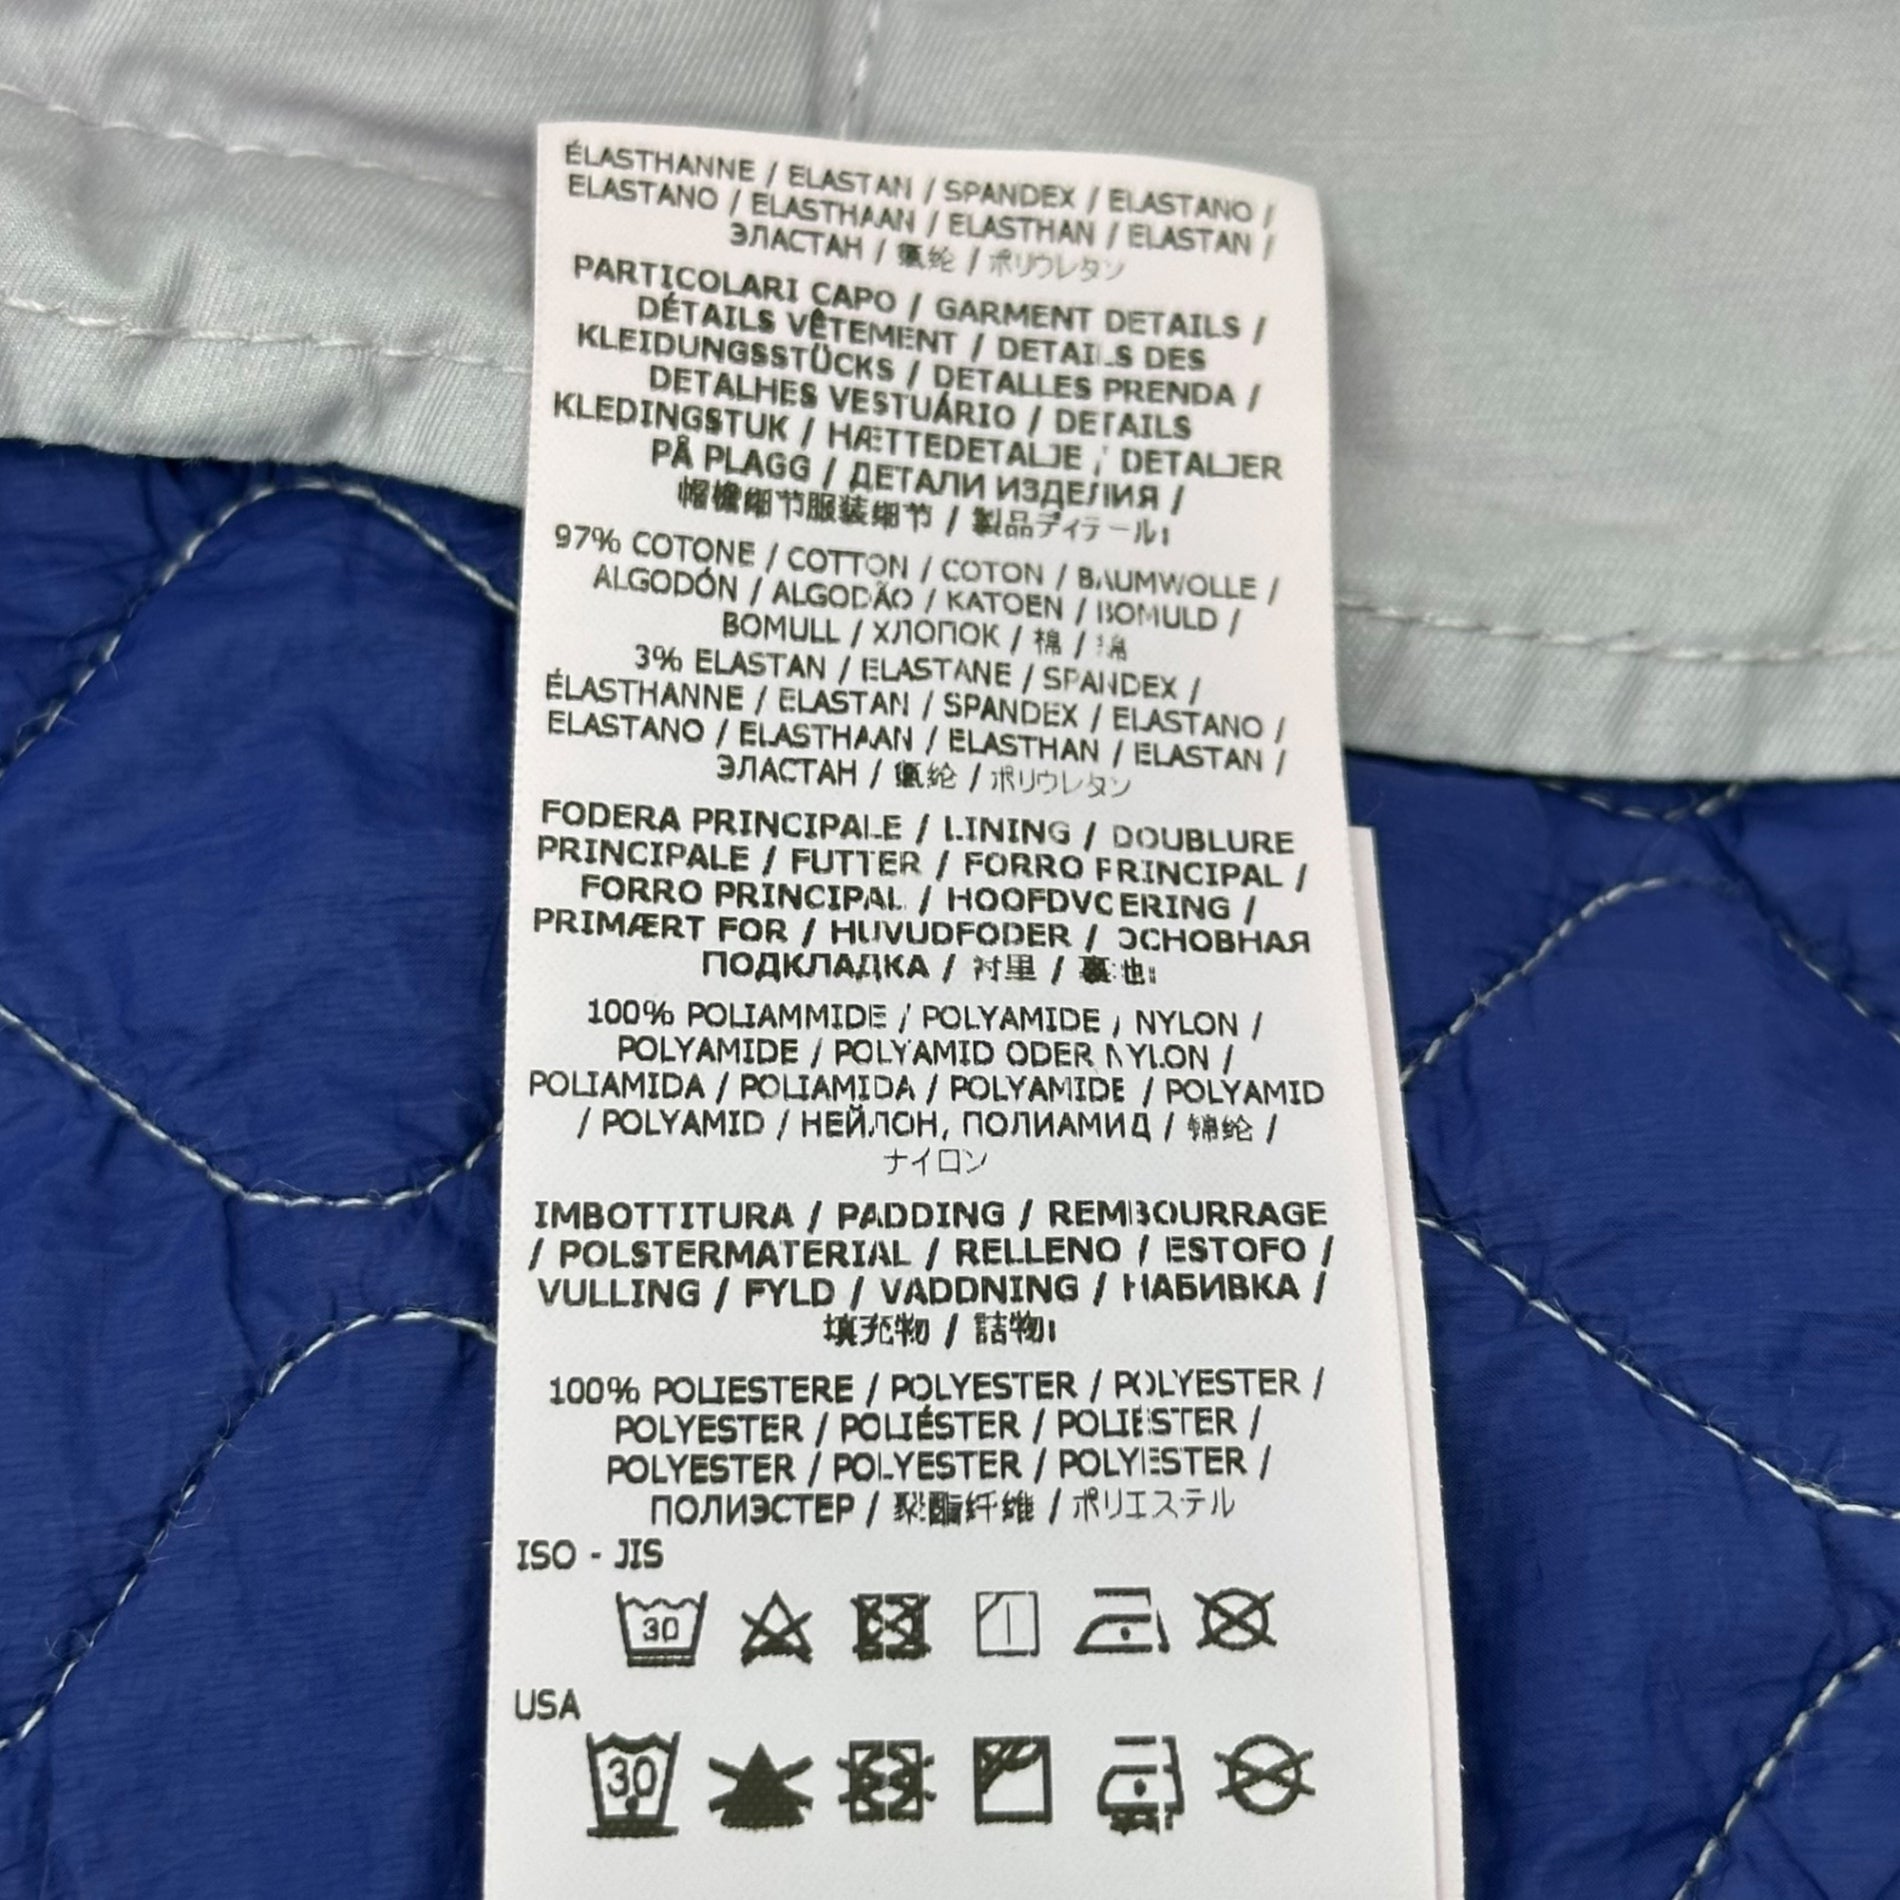 ÉLASTHANNE / ELASTAN / SPANDEX / ELASTANO /
ELASTANO / ELASTHAAN / ELASTHAN / ELASTAN /
ЭЛАСТАН / 氨纶 / ポリウレタン
PARTICOLARI CAPO / GARMENT DETAILS /
DÉTAILS VÊTEMENT / DETAILS DES
KLEIDUNGSSTÜCKS / DETALLES PRENDA /
DETALHES VESTUÁRIO / DETAILS
KLEDINGSTUK / HÆTTEDETALJE / DETALJER
PÅ PLAGG / ДЕТАЛИ ИЗДЕЛИЯ /
帽檐细节服装细节 / 製品ディテール:
97% COTONE / COTTON / COTON / BAUMWOLLE /
ALGODÓN / ALGODÃO / KATOEN / BOMULD /
BOMULL / ХЛОПОК / 棉 / 綿
3% ELASTAN / ELASTANE / SPANDEX /
ÉLASTHANNE / ELASTAN / SPANDEX / ELASTANO /
ELASTANO / ELASTHAAN / ELASTHAN / ELASTAN /
ЭЛАСТАН / 氨纶 / ポリウレタン
FODERA PRINCIPALE / LINING / DOUBLURE
PRINCIPALE / FUTTER / FORRO PRINCIPAL /
FORRO PRINCIPAL / HOOFDVOERING /
PRIMÆRT FOR / HUVUDFODER / ОСНОВНАЯ
ПОДКЛАДКА / 衬里 / 裏地:
100% POLIAMMIDE / POLYAMIDE / NYLON /
POLYAMIDE / POLYAMID ODER NYLON /
POLIAMIDA / POLIAMIDA / POLYAMIDE / POLYAMID
/ POLYAMID / НЕЙЛОН, ПОЛИАМИД / 锦纶 /
ナイロン
IMBOTTITURA / PADDING / REMBOURRAGE
/ POLSTERMATERIAL / RELLENO / ESTOFO /
VULLING / FYLD / VADDNING / НАБИВКА /
填充物 / 詰物:
100% POLIESTERE / POLYESTER / POLYESTER /
POLYESTER / POLIÉSTER / POLIESTER /
POLYESTER / POLYESTER / POLYESTER /
ПОЛИЭСТЕР / 聚酯纤维 / ポリエステル
ISO - JIS
30
USA
30